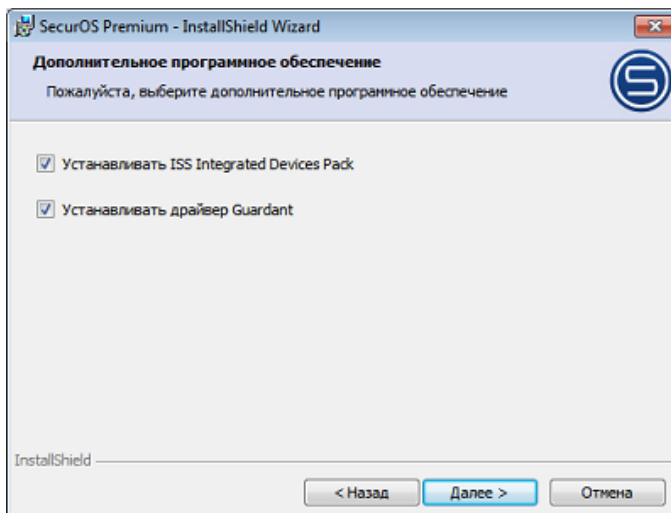 SecurOS Premium - InstallShield Wizard
Дополнительное программное обеспечение
Пожалуйста, выберите дополнительное программное обеспечение
Устанавливать ISS Integrated Devices Pack
Устанавливать драйвер Guardant
InstallShield
< Назад
Далее >
Отмена